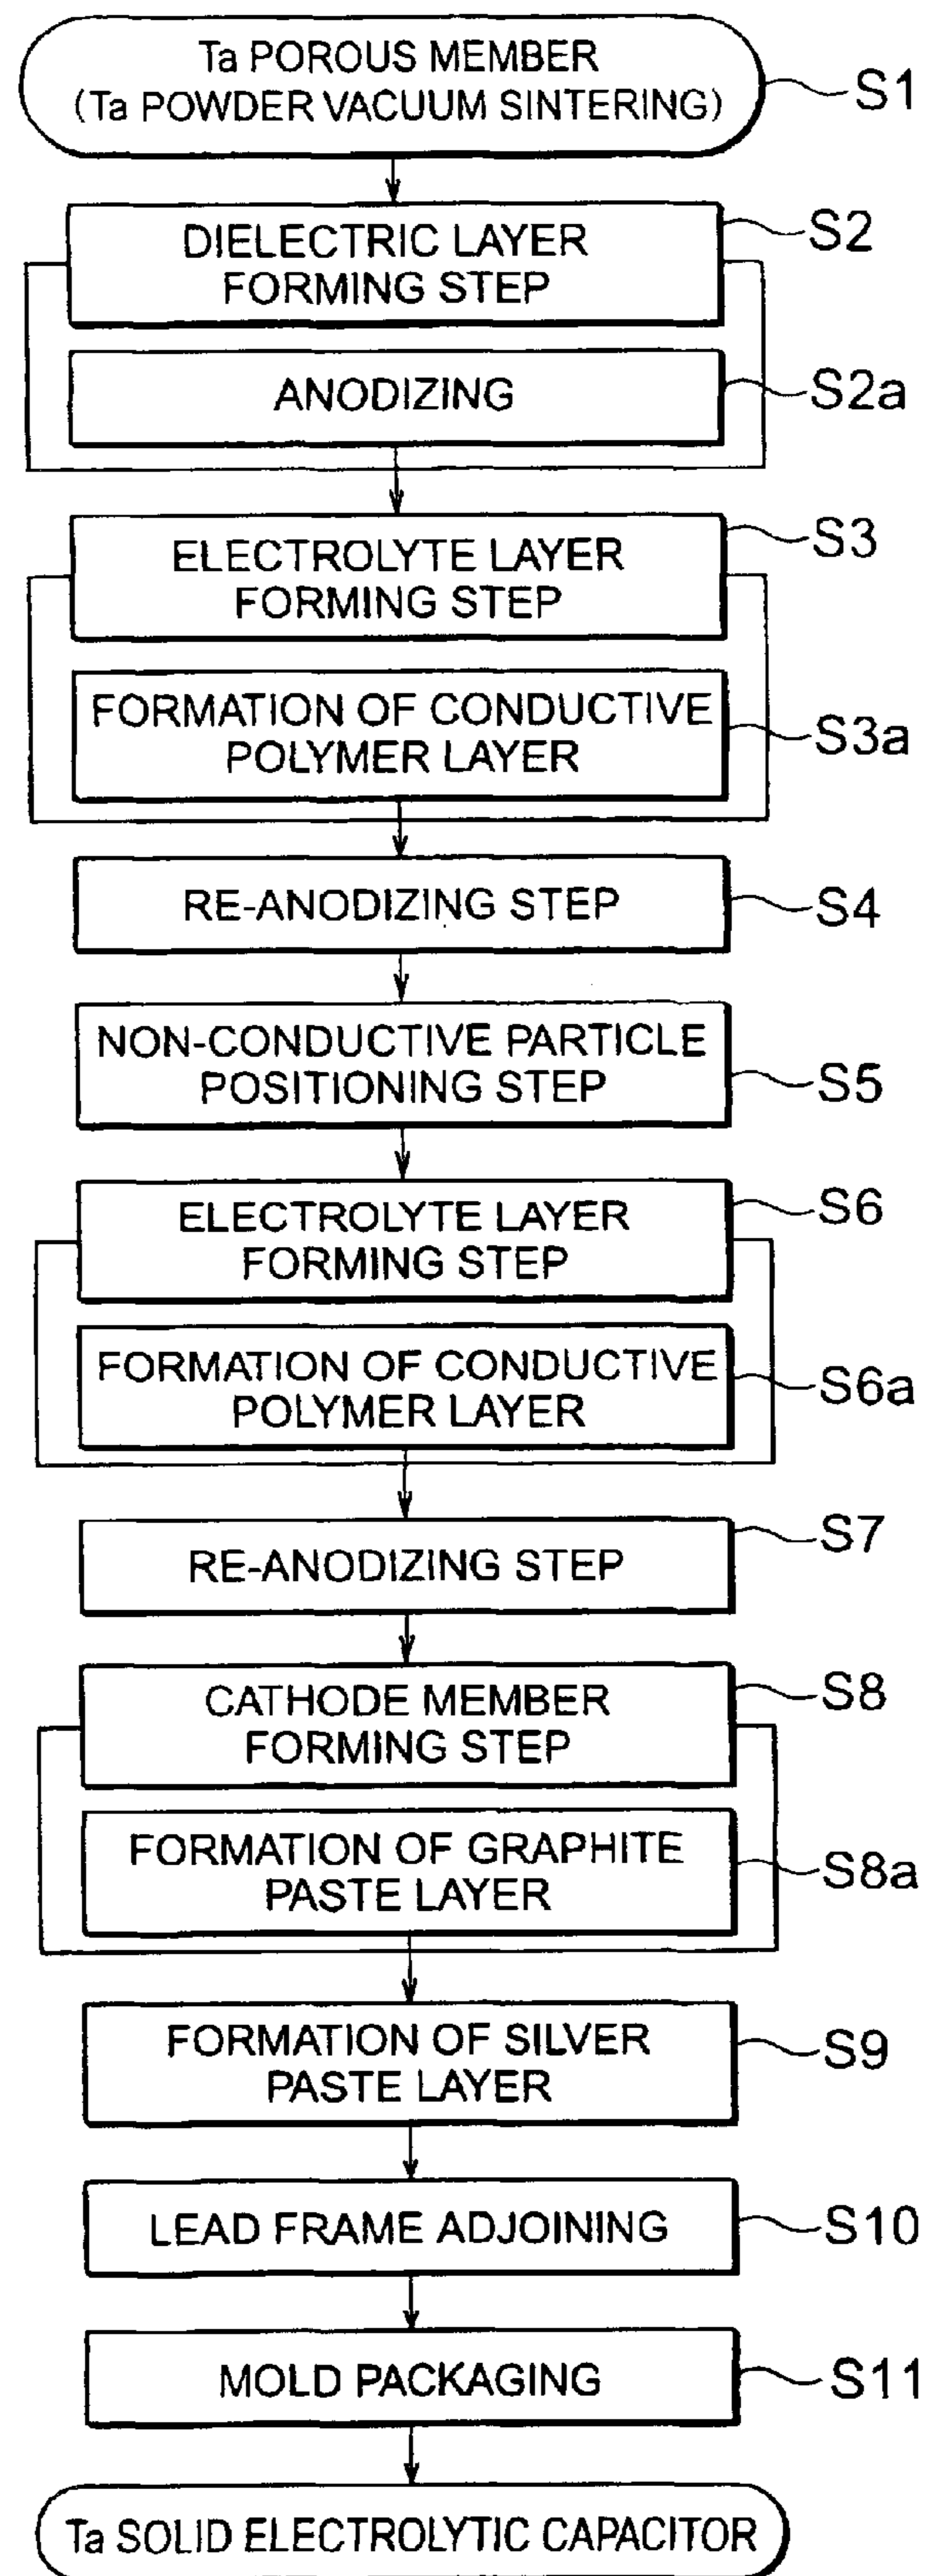 Ta POROUS MEMBER
(Ta POWDER VACUUM SINTERING)
S1
DIELECTRIC LAYER
FORMING STEP
S2
ANODIZING
S2a
ELECTROLYTE LAYER
FORMING STEP
S3
FORMATION OF CONDUCTIVE
POLYMER LAYER
S3a
RE-ANODIZING STEP
S4
NON-CONDUCTIVE PARTICLE
POSITIONING STEP
S5
ELECTROLYTE LAYER
FORMING STEP
S6
FORMATION OF CONDUCTIVE
POLYMER LAYER
S6a
RE-ANODIZING STEP
S7
CATHODE MEMBER
FORMING STEP
S8
FORMATION OF GRAPHITE
PASTE LAYER
S8a
FORMATION OF SILVER
PASTE LAYER
S9
LEAD FRAME ADJOINING
S10
MOLD PACKAGING
S11
Ta SOLID ELECTROLYTIC CAPACITOR